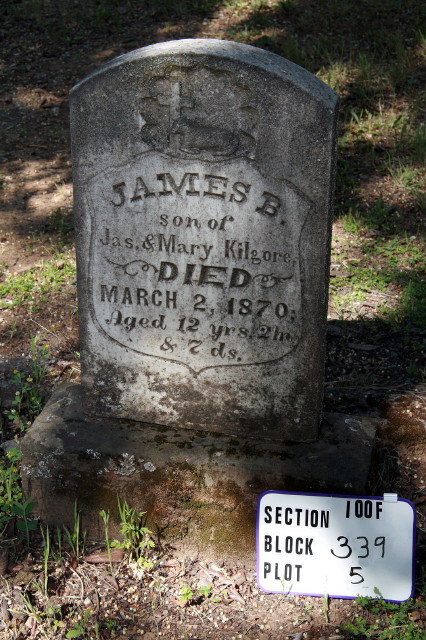 JAMES B.
son of
Jas. & Mary Kilgore,
DIED
MARCH 2, 1870;
Aged 12 yrs. 2
& 7 ds.
SECTION 100F
BLOCK 339
PLOT 5